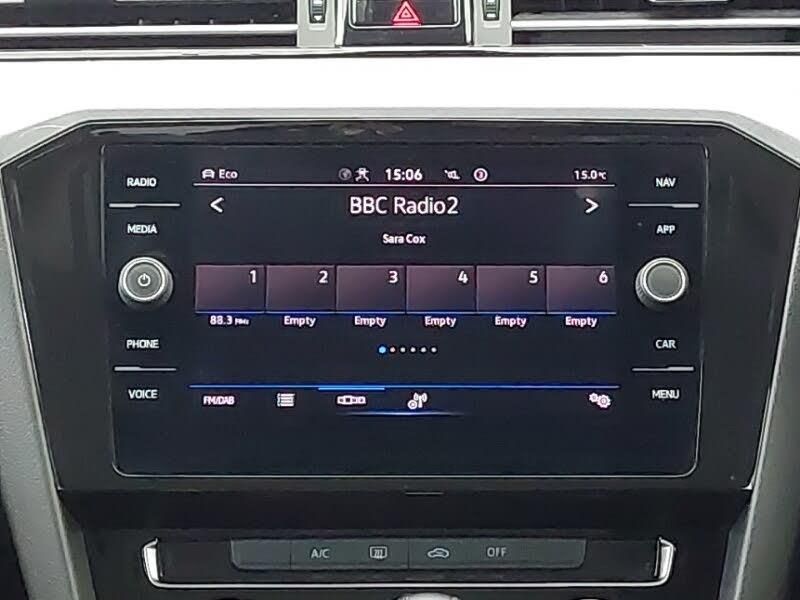 RADIO
MEDIA
PHONE
VOICE
Eco 15:06 15.0°C
BBC Radio2
Sara Cox
1 2 3 4 5 6
88.3 MHz Empty Empty Empty Empty Empty
FM/DAB
NAV
APP
CAR
MENU
A/C OFF